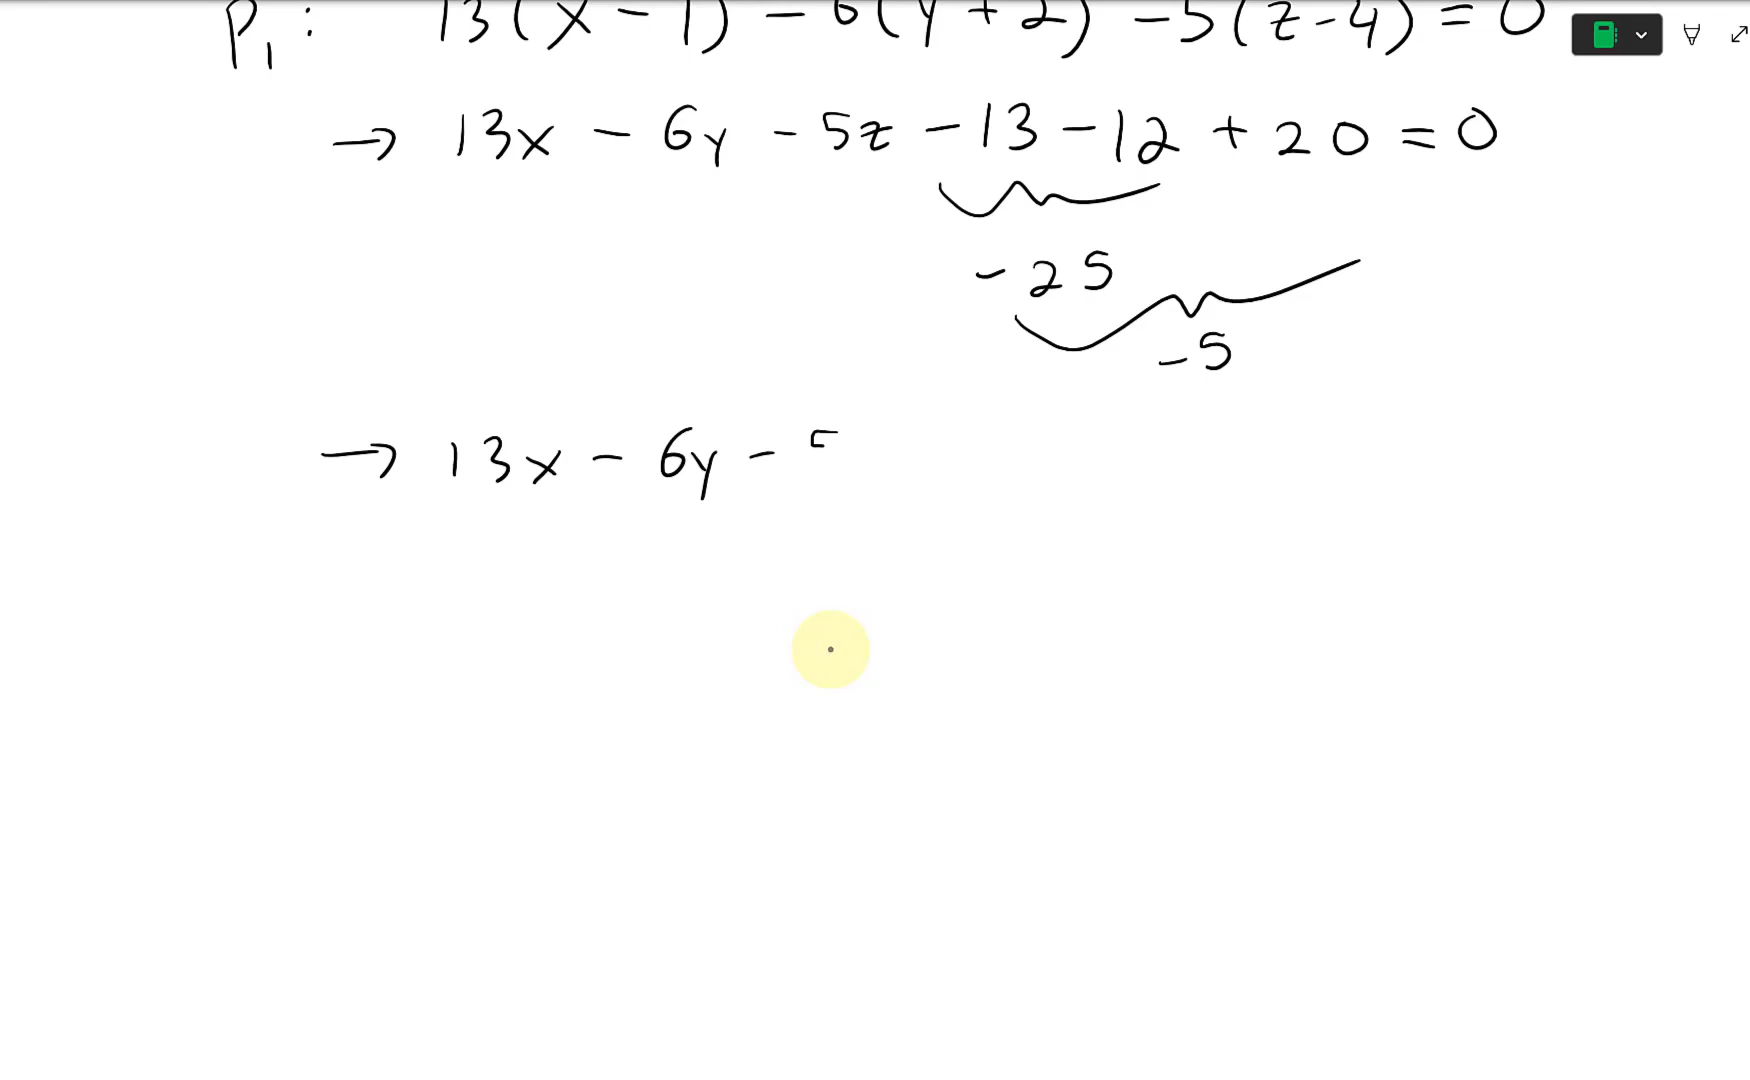 P₁: 13(x-1) - 6(y+2) - 5(z-4) = 0
→ 13x - 6y - 5z - 13 - 12 + 20 = 0
-25
-5
→ 13x - 6y - 5